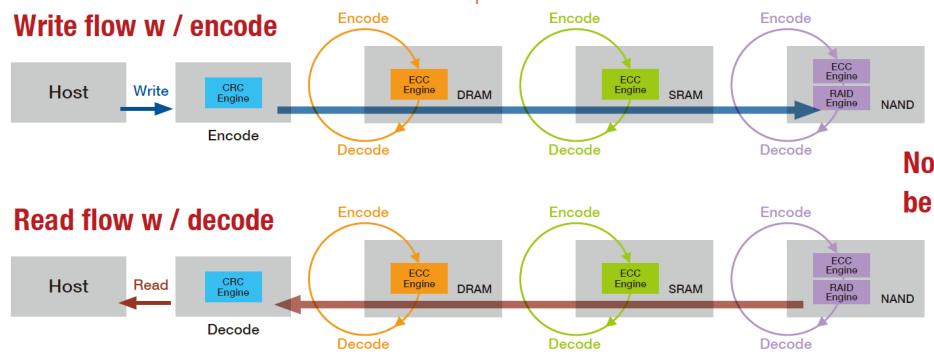 Write flow w / encode
Encode
Encode
Encode
Host
Write
CRC
Engine
Encode
ECC
Engine
DRAM
ECC
Engine
SRAM
ECC
Engine
RAID
Engine
NAND
Decode
Decode
Decode
No
be
Read flow w / decode
Encode
Encode
Encode
Host
Read
CRC
Engine
Decode
ECC
Engine
DRAM
ECC
Engine
SRAM
ECC
Engine
RAID
Engine
NAND
Decode
Decode
Decode